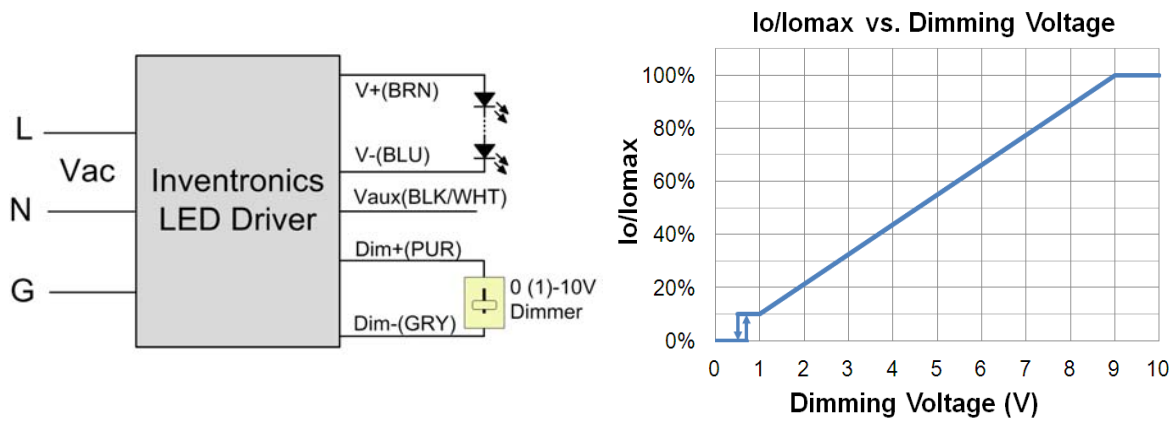 L
Vac
N
G
Inventronics
LED Driver
V+(BRN)
V-(BLU)
Vaux(BLK/WHT)
Dim+(PUR)
Dim-(GRY)
0 (1)-10V
Dimmer
Io/Iomax vs. Dimming Voltage
Io/Iomax
100%
80%
60%
40%
20%
0%
0 1 2 3 4 5 6 7 8 9 10
Dimming Voltage (V)